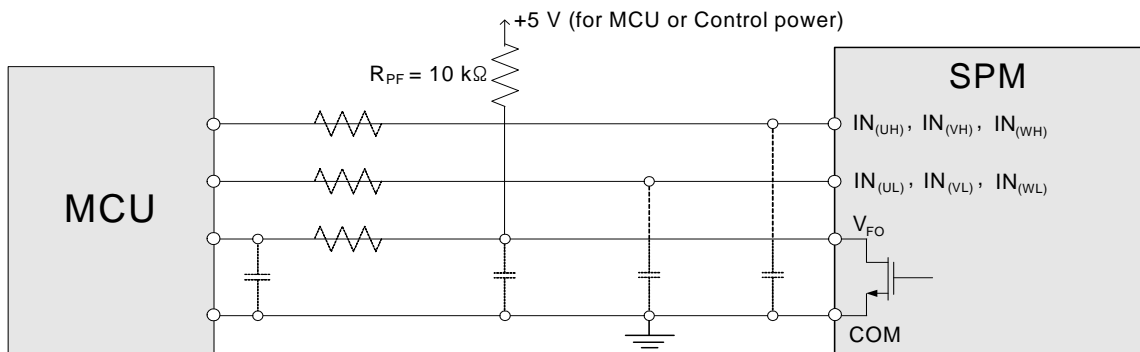 +5 V (for MCU or Control power)
R_PF = 10 kΩ
SPM
IN_(UH), IN_(VH), IN_(WH)
MCU
IN_(UL), IN_(VL), IN_(WL)
V_FO
COM